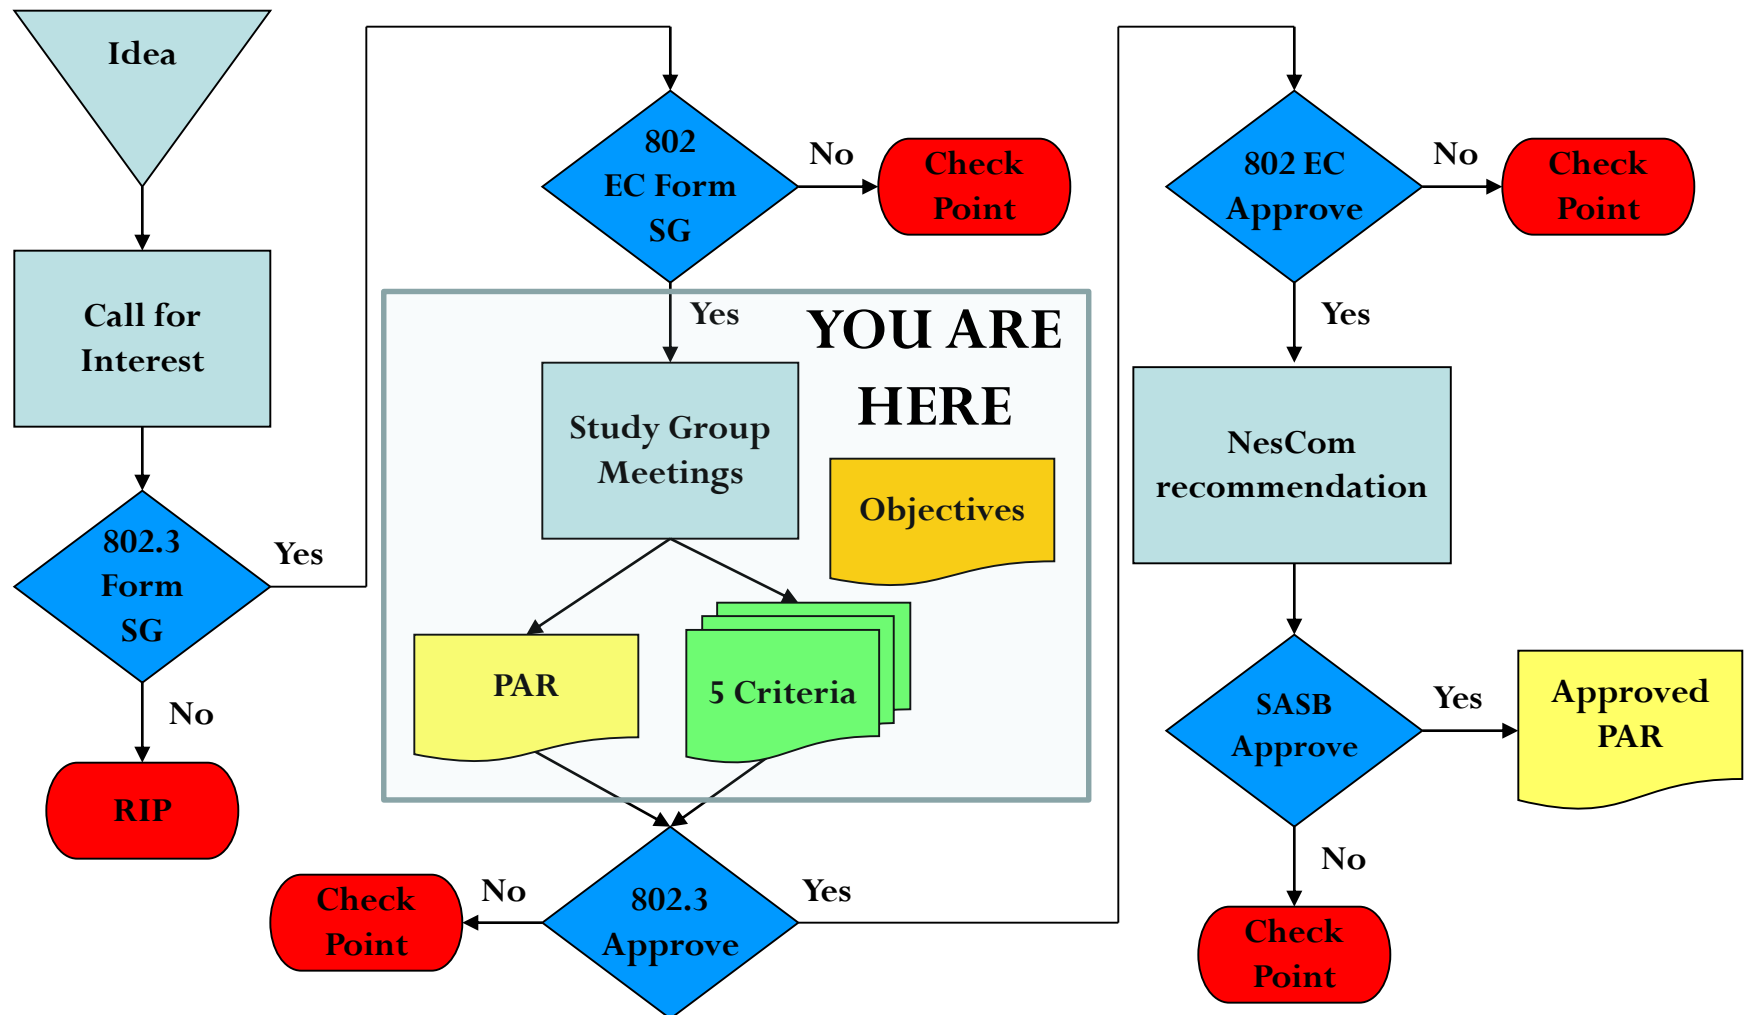 Idea
Call for
Interest
802.3
Form
SG
Yes
No
RIP
802
EC Form
SG
No
Check
Point
Yes
YOU ARE
HERE
Study Group
Meetings
Objectives
PAR
5 Criteria
802.3
Approve
No
Check
Point
Yes
802 EC
Approve
No
Check
Point
Yes
NesCom
recommendation
SASB
Approve
Yes
Approved
PAR
No
Check
Point